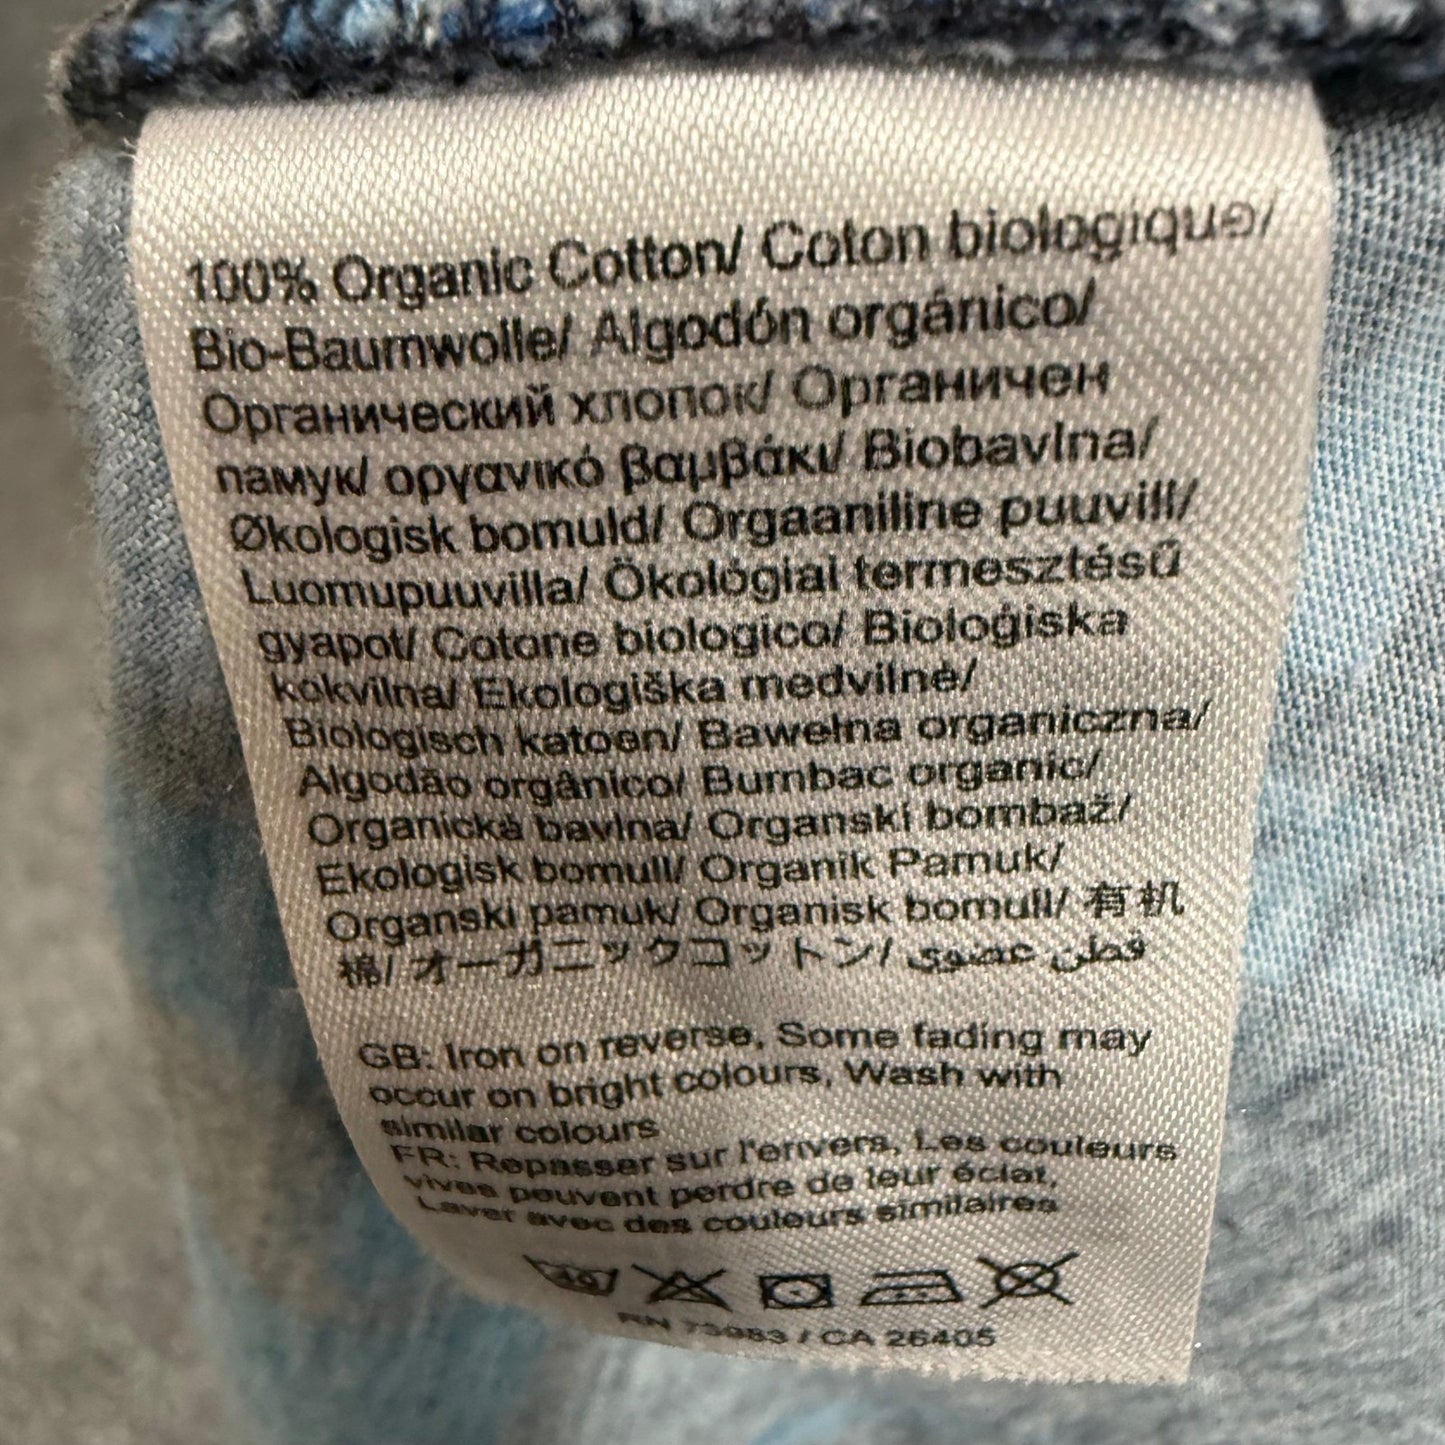 100% Organic Cotton/ Coton biologique/
Bio-Baumwolle/ Algodón orgánico/
Органический хлопок/ Органичен
памук/ οργανικό βαμβάκι/ Biobavlna/
Økologisk bomuld/ Orgaaniline puuvill/
Luomupuuvilla/ Ökológiai termesztésű
gyapot/ Cotone biologico/ Bioloģiska
kokvilna/ Ekologiška medvilnė/
Biologisch katoen/ Bawełna organiczna/
Algodão orgânico/ Bumbac organic/
Organická bavlna/ Organski bombaž/
Ekologisk bomull/ Organik Pamuk/
Organski pamuk/ Organisk bomull/ 有机
棉/ オーガニックコットン/ قطن عضوي
GB: Iron on reverse, Some fading may
occur on bright colours, Wash with
similar colours
FR: Repasser sur l'envers, Les couleurs
vives peuvent perdre de leur éclat,
Laver avec des couleurs similaires
40
RN 73983 / CA 26405